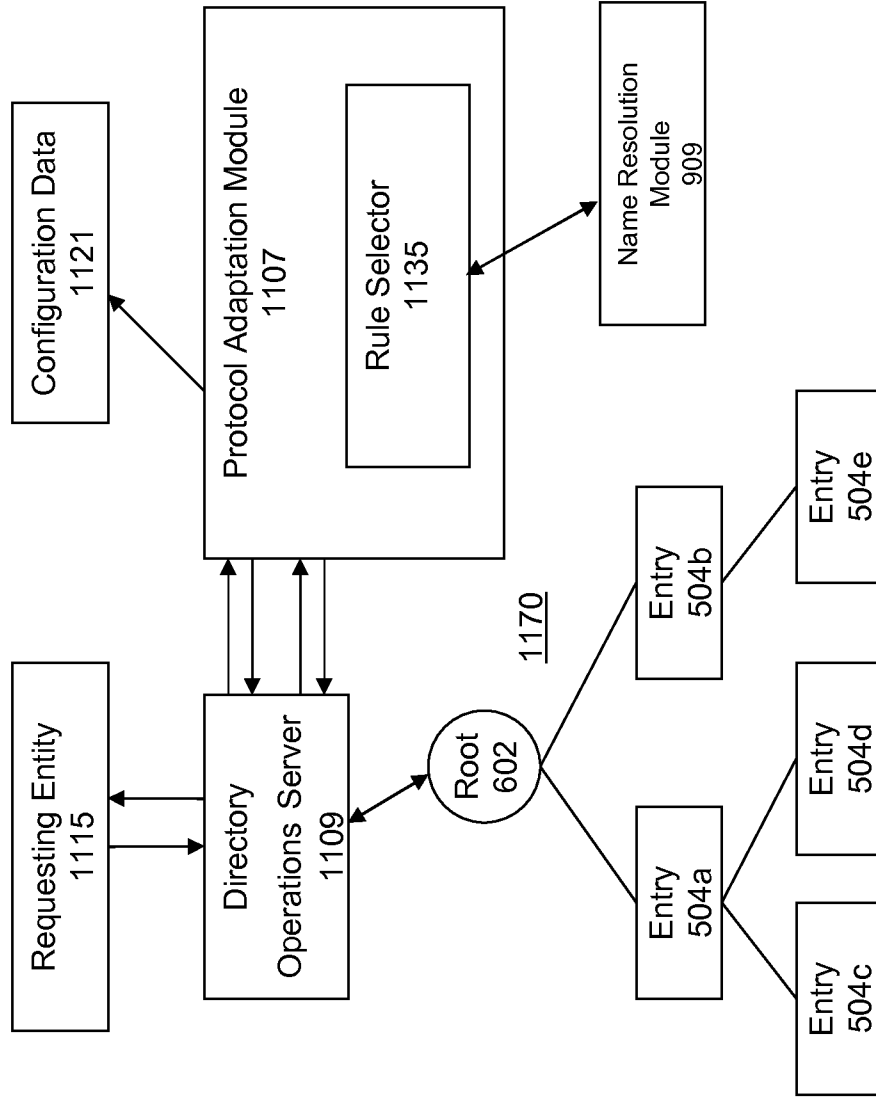 Requesting Entity
1115
Configuration Data
1121
Directory
Operations Server
1109
Protocol Adaptation Module
1107
Rule Selector
1135
Name Resolution
Module
909
Root
602
1170
Entry
504a
Entry
504b
Entry
504c
Entry
504d
Entry
504e